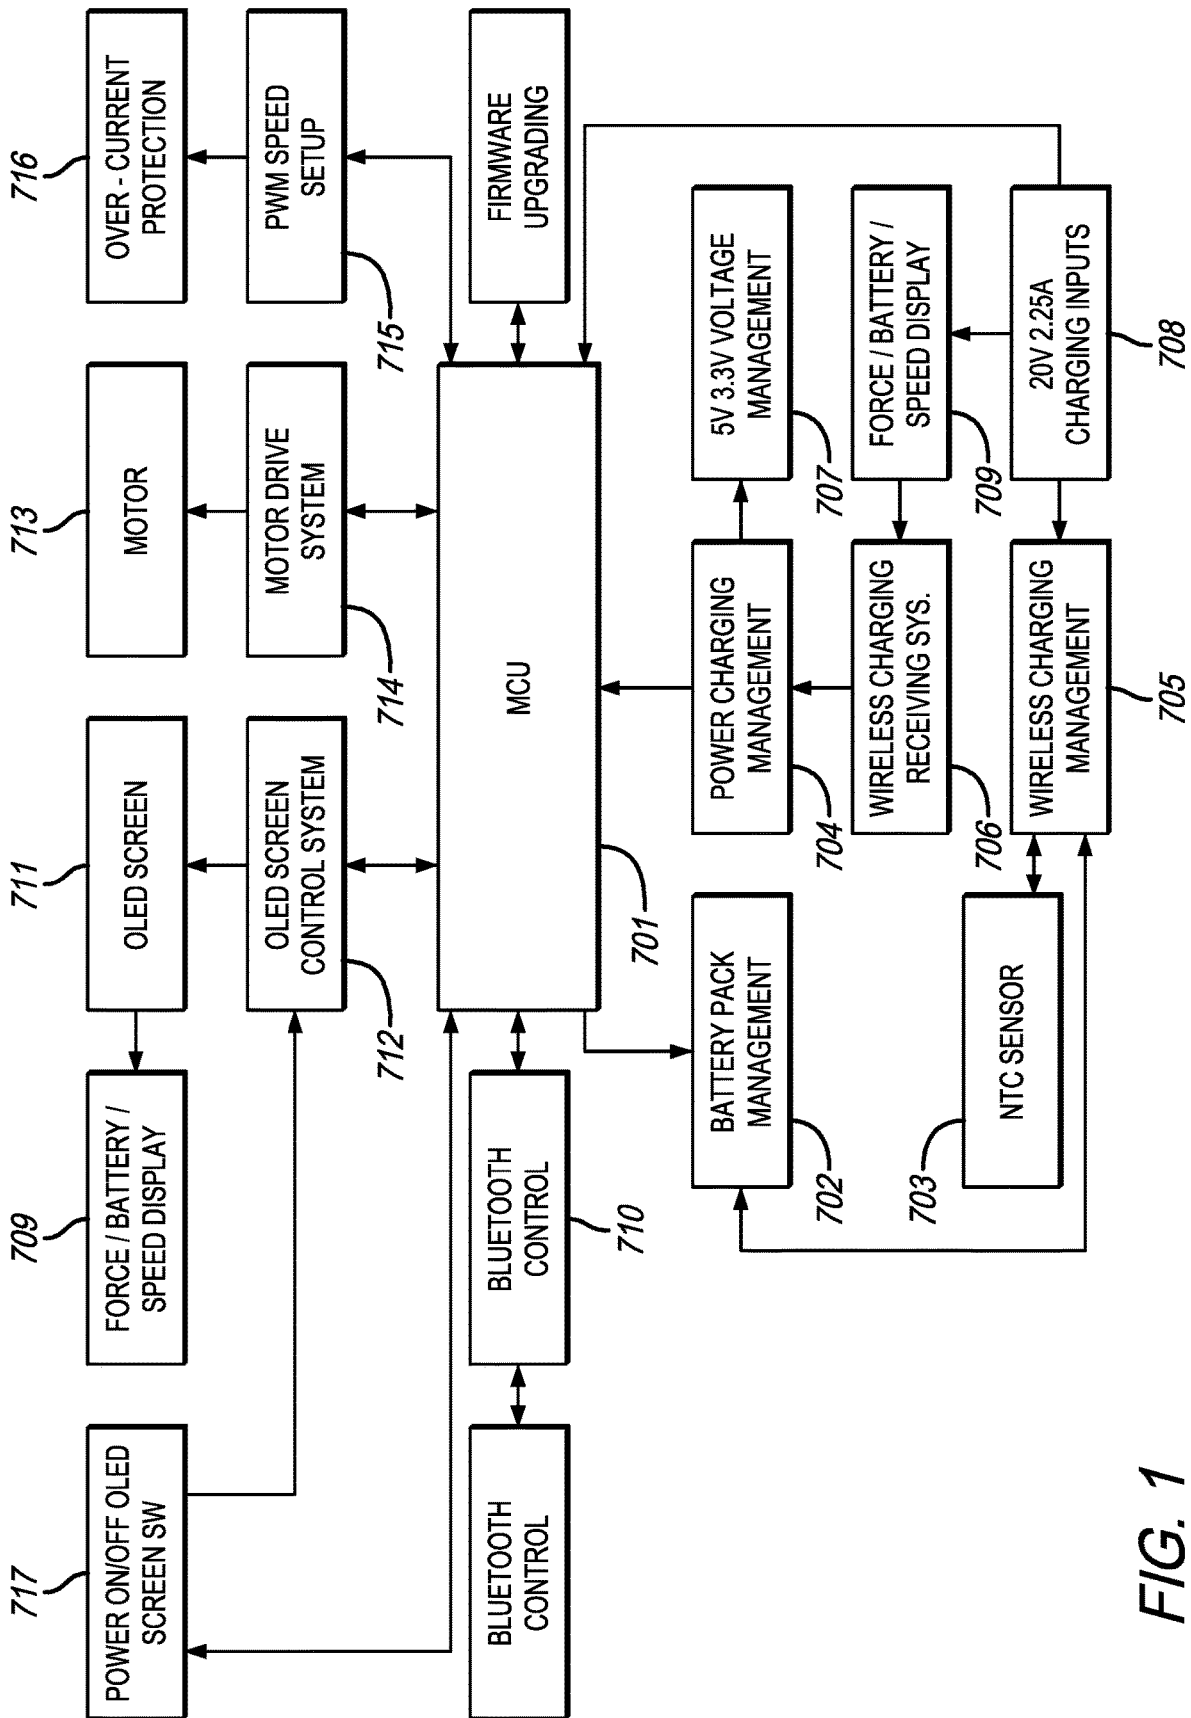 717
POWER ON/OFF OLED
SCREEN SW
709
FORCE / BATTERY /
SPEED DISPLAY
711
OLED SCREEN
713
MOTOR
716
OVER - CURRENT
PROTECTION
OLED SCREEN
CONTROL SYSTEM
712
MOTOR DRIVE
SYSTEM
714
PWM SPEED
SETUP
715
BLUETOOTH
CONTROL
BLUETOOTH
CONTROL
710
MCU
701
FIRMWARE
UPGRADING
BATTERY PACK
MANAGEMENT
702
POWER CHARGING
MANAGEMENT
704
5V 3.3V VOLTAGE
MANAGEMENT
707
WIRELESS CHARGING
RECEIVING SYS.
706
FORCE / BATTERY /
SPEED DISPLAY
709
703
NTC SENSOR
WIRELESS CHARGING
MANAGEMENT
705
20V 2.25A
CHARGING INPUTS
708
FIG. 1